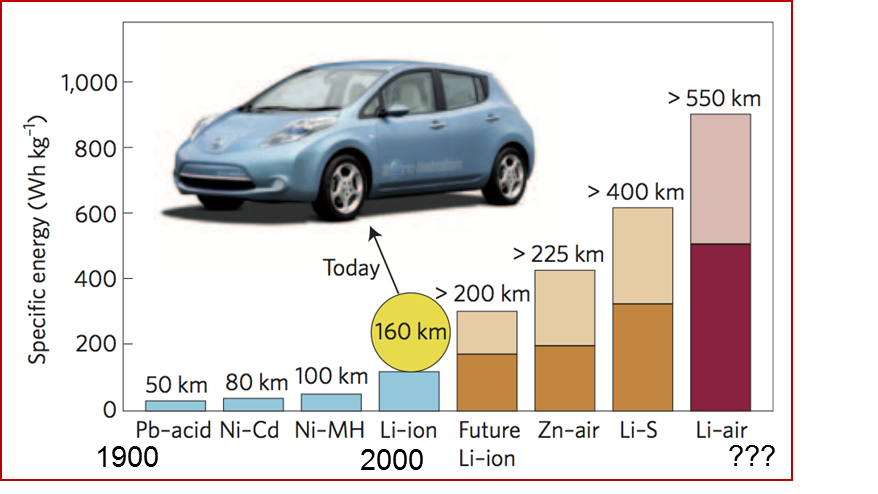 Specific energy (Wh kg⁻¹)
1,000
800
600
400
200
0
50 km
80 km
100 km
160 km
Today
> 200 km
> 225 km
> 400 km
> 550 km
Pb–acid
Ni–Cd
Ni–MH
Li–ion
Future
Li–ion
Zn–air
Li–S
Li–air
1900
2000
???